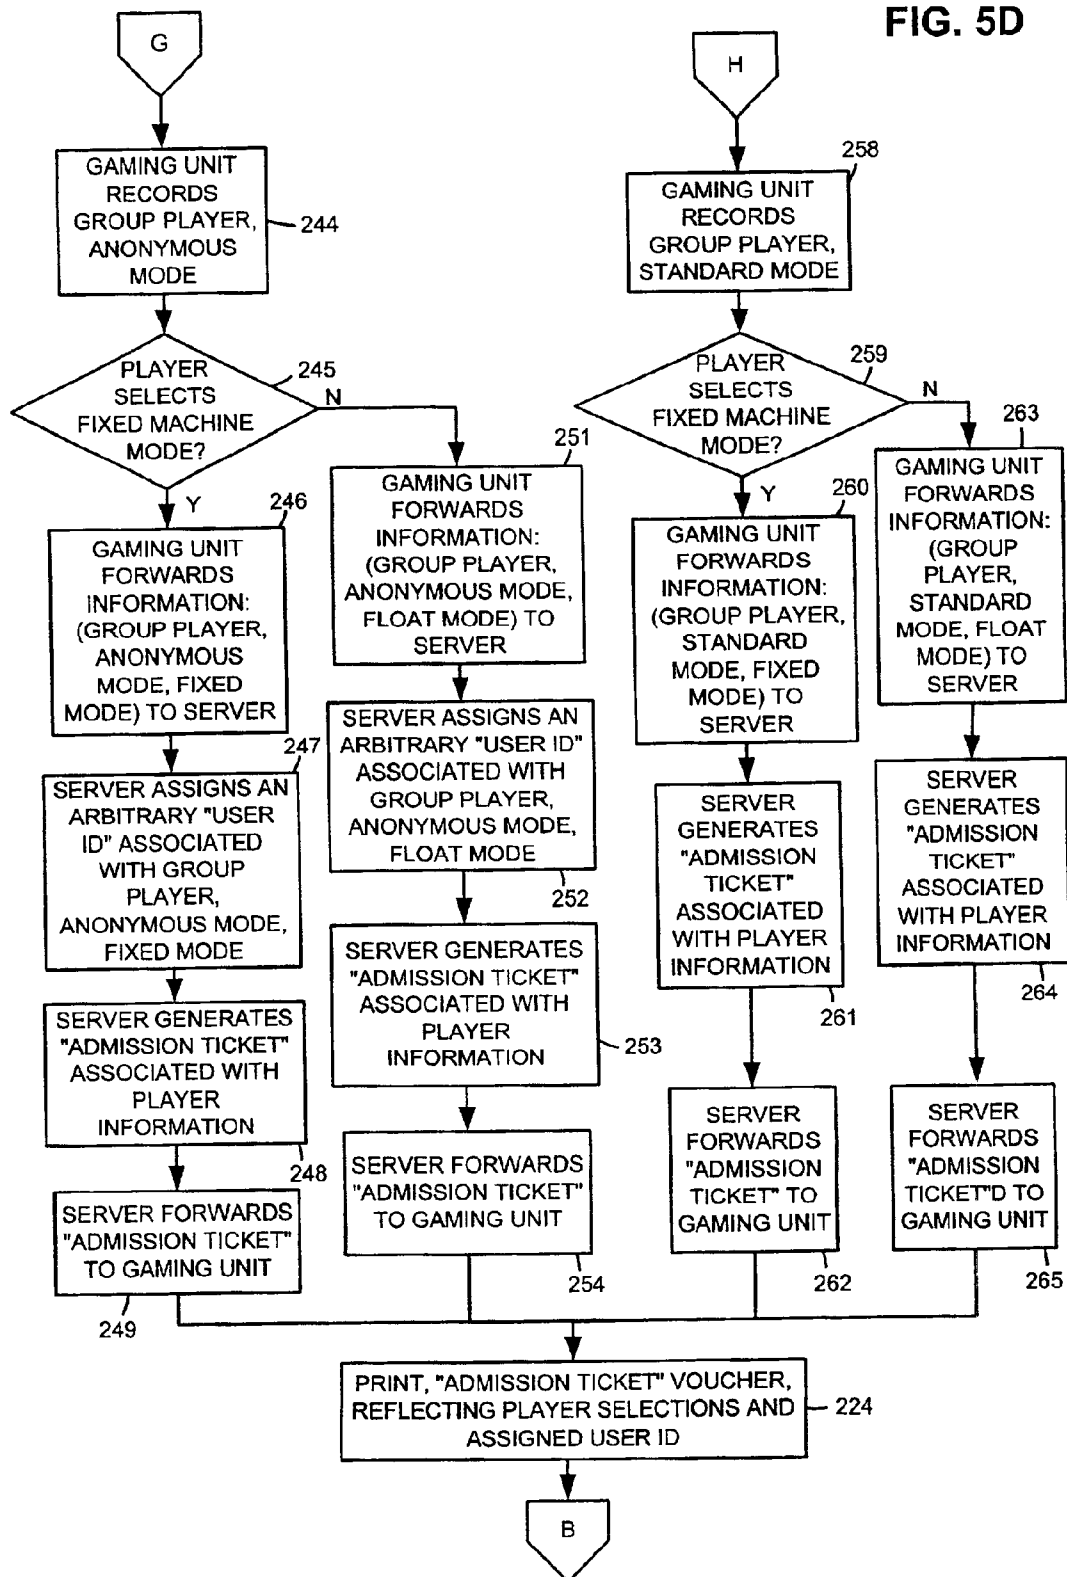 FIG. 5D
G
GAMING UNIT
RECORDS
GROUP PLAYER,
ANONYMOUS
MODE
244
PLAYER
SELECTS
FIXED MACHINE
MODE?
245
N
Y
246
GAMING UNIT
FORWARDS
INFORMATION:
(GROUP PLAYER,
ANONYMOUS
MODE, FIXED
MODE) TO SERVER
247
SERVER ASSIGNS AN
ARBITRARY "USER
ID" ASSOCIATED
WITH GROUP
PLAYER,
ANONYMOUS MODE,
FIXED MODE
SERVER GENERATES
"ADMISSION TICKET"
ASSOCIATED WITH
PLAYER
INFORMATION
248
SERVER FORWARDS
"ADMISSION TICKET"
TO GAMING UNIT
249
251
GAMING UNIT
FORWARDS
INFORMATION:
(GROUP PLAYER,
ANONYMOUS MODE,
FLOAT MODE) TO
SERVER
SERVER ASSIGNS AN
ARBITRARY "USER ID"
ASSOCIATED WITH
GROUP PLAYER,
ANONYMOUS MODE,
FLOAT MODE
252
SERVER GENERATES
"ADMISSION TICKET"
ASSOCIATED WITH
PLAYER
INFORMATION
253
SERVER FORWARDS
"ADMISSION TICKET"
TO GAMING UNIT
254
H
258
GAMING UNIT
RECORDS
GROUP PLAYER,
STANDARD MODE
PLAYER
SELECTS
FIXED MACHINE
MODE?
259
N
Y
260
GAMING UNIT
FORWARDS
INFORMATION:
(GROUP PLAYER,
STANDARD
MODE, FIXED
MODE) TO
SERVER
SERVER
GENERATES
"ADMISSION
TICKET"
ASSOCIATED
WITH PLAYER
INFORMATION
261
SERVER
FORWARDS
"ADMISSION
TICKET" TO
GAMING UNIT
262
263
GAMING UNIT
FORWARDS
INFORMATION:
(GROUP
PLAYER,
STANDARD
MODE, FLOAT
MODE) TO
SERVER
SERVER
GENERATES
"ADMISSION
TICKET"
ASSOCIATED
WITH PLAYER
INFORMATION
264
SERVER
FORWARDS
"ADMISSION
TICKET"D TO
GAMING UNIT
265
PRINT, "ADMISSION TICKET" VOUCHER,
REFLECTING PLAYER SELECTIONS AND
ASSIGNED USER ID
224
B